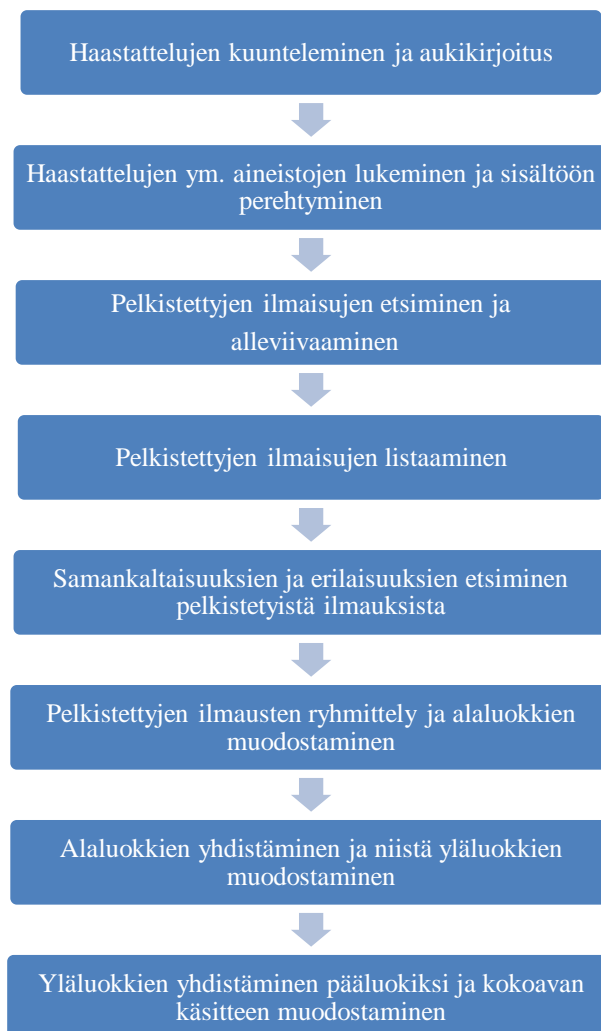 Haastattelujen kuunteleminen ja aukikirjoitus
Haastattelujen ym. aineistojen lukeminen ja sisältöön
perehtyminen
Pelkistettyjen ilmaisujen etsiminen ja
alleviivaaminen
Pelkistettyjen ilmaisujen listaaminen
Samankaltaisuuksien ja erilaisuuksien etsiminen
pelkistetyistä ilmauksista
Pelkistettyjen ilmausten ryhmittely ja alaluokkien
muodostaminen
Alaluokkien yhdistäminen ja niistä yläluokkien
muodostaminen
Yläluokkien yhdistäminen pääluokiksi ja kokoavan
käsitteen muodostaminen